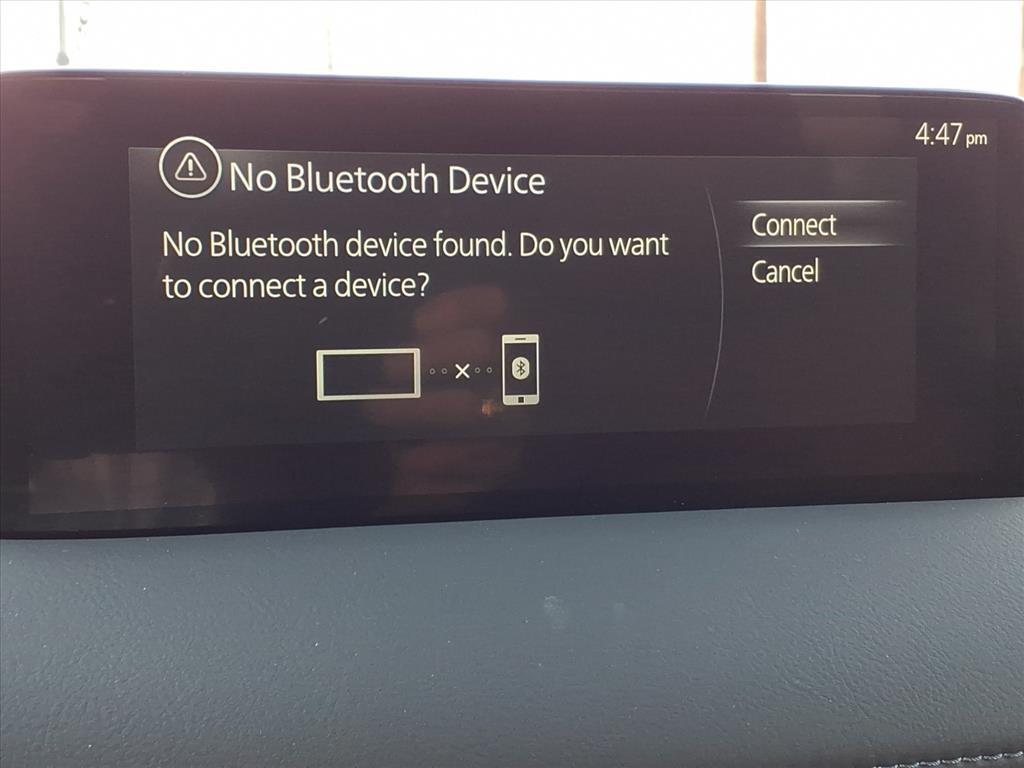 4:47 pm
No Bluetooth Device
No Bluetooth device found. Do you want
to connect a device?
Connect
Cancel